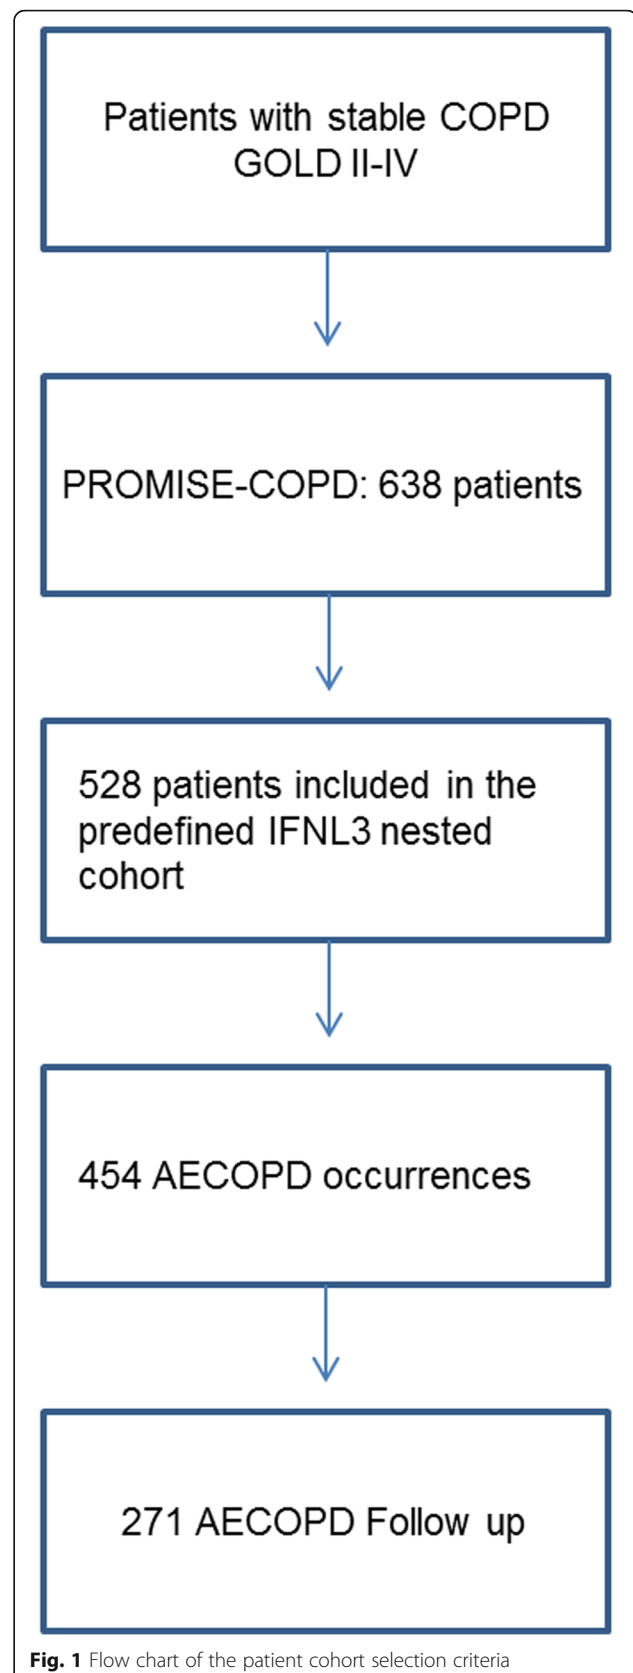 Patients with stable COPD
GOLD II-IV
PROMISE-COPD: 638 patients
528 patients included in the
predefined IFNL3 nested
cohort
454 AECOPD occurrences
271 AECOPD Follow up
Fig. 1 Flow chart of the patient cohort selection criteria